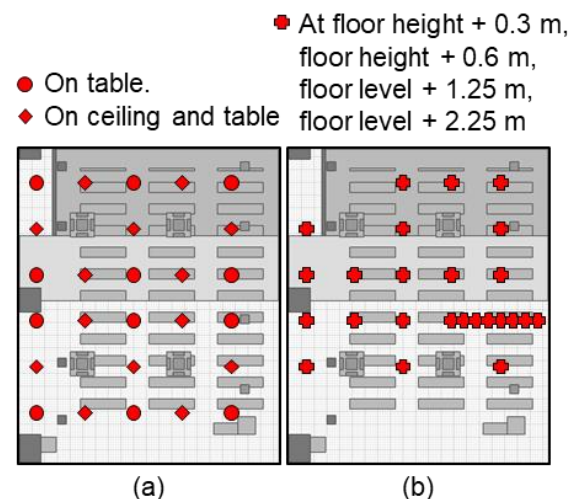 On table.
On ceiling and table
At floor height + 0.3 m,
floor height + 0.6 m,
floor level + 1.25 m,
floor level + 2.25 m
(a)
(b)